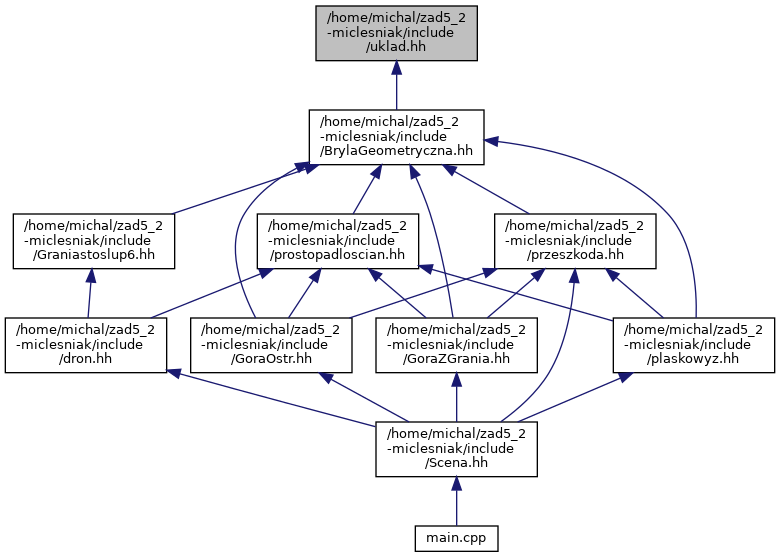 /home/michal/zad5_2
-miclesniak/include
/uklad.hh
/home/michal/zad5_2
-miclesniak/include
/BrylaGeometryczna.hh
/home/michal/zad5_2
-miclesniak/include
/Graniastoslup6.hh
/home/michal/zad5_2
-miclesniak/include
/prostopadloscian.hh
/home/michal/zad5_2
-miclesniak/include
/przeszkoda.hh
/home/michal/zad5_2
-miclesniak/include
/dron.hh
/home/michal/zad5_2
-miclesniak/include
/GoraOstr.hh
/home/michal/zad5_2
-miclesniak/include
/GoraZGrania.hh
/home/michal/zad5_2
-miclesniak/include
/plaskowyz.hh
/home/michal/zad5_2
-miclesniak/include
/Scena.hh
main.cpp